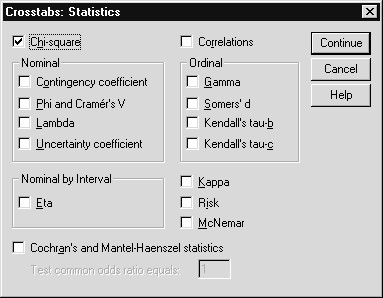 Crosstabs: Statistics
Chi-square
Correlations
Continue
Cancel
Help
Nominal
Contingency coefficient
Phi and Cramér's V
Lambda
Uncertainty coefficient
Ordinal
Gamma
Somers' d
Kendall's tau-b
Kendall's tau-c
Nominal by Interval
Eta
Kappa
Risk
McNemar
Cochran's and Mantel-Haenszel statistics
Test common odds ratio equals: 1